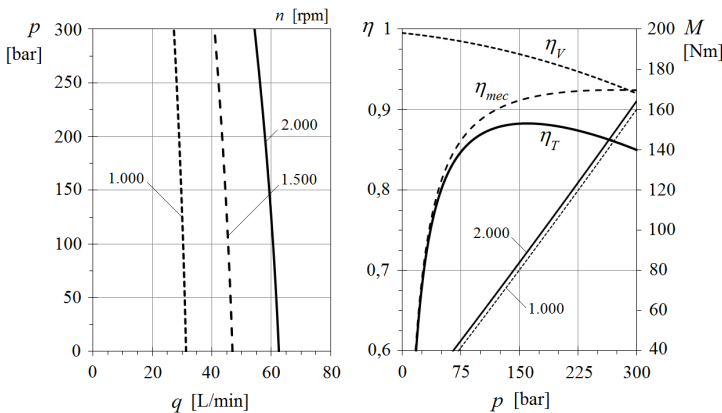 p
[bar]
n [rpm]
300
250
200
150
100
50
0
0 20 40 60 80
q [L/min]
1.000
1.500
2.000
η
1
0,9
0,8
0,7
0,6
M
[Nm]
200
180
160
140
120
100
80
60
40
0 75 150 225 300
p [bar]
η_V
η_mec
η_T
2.000
1.000